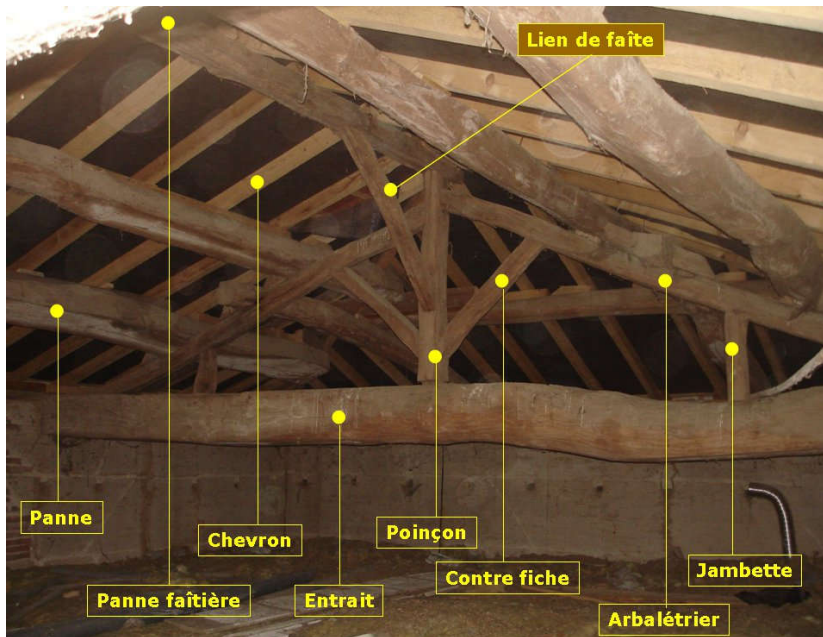 Lien de faîte
Panne
Chevron
Poinçon
Contre fiche
Jambette
Panne faîtière
Entrait
Arbalétrier